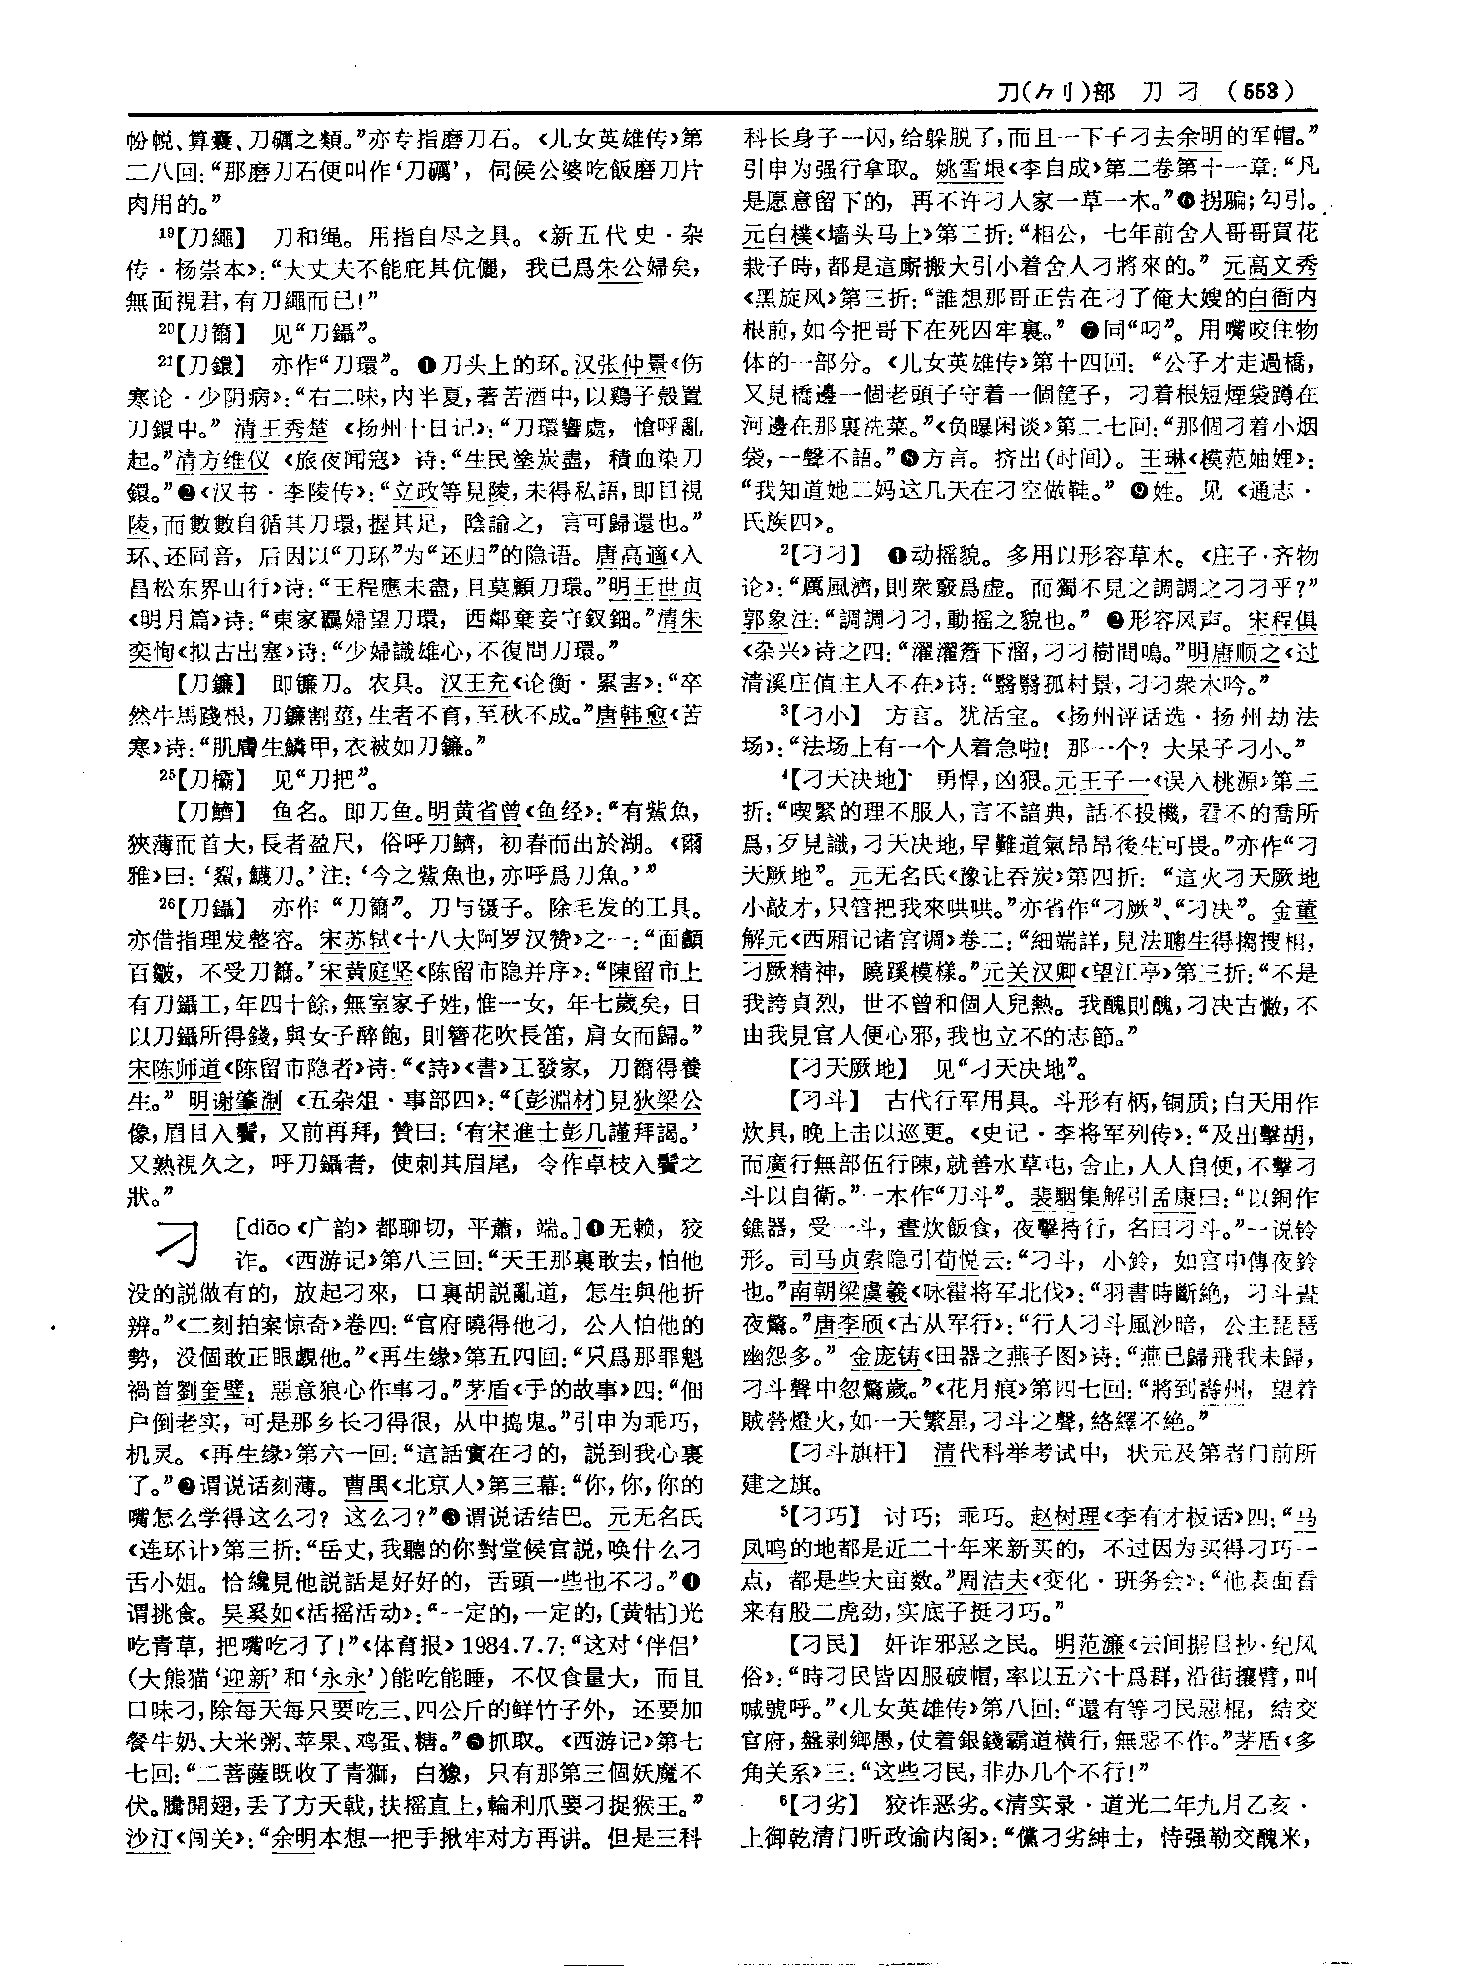 刀(⺈刂)部 刀 刁 (553)
帉帨、算囊、刀礪之類。”亦专指磨刀石。《儿女英雄传》第
二八回：“那磨刀石便叫作‘刀礪’，伺候公婆吃飯磨刀片
肉用的。”
¹⁹【刀繩】 刀和绳。用指自尽之具。《新五代史·杂
传·杨崇本》：“大丈夫不能庇其伉儷，我已爲朱公婦矣，
無面視君，有刀繩而已！”
²⁰【刀鑈】 见“刀鑷”。
²¹【刀鐶】 亦作“刀環”。❶刀头上的环。汉张仲景《伤
寒论·少阴病》：“右二味，内半夏，著苦酒中，以鷄子殼置
刀鐶中。”清王秀楚《扬州十日记》：“刀環響處，愴呼亂
起。”清方维仪《旅夜闻寇》诗：“生民塗炭盡，積血染刀
鐶。”❷《汉书·李陵传》：“立政等見陵，未得私語，即目視
陵，而數數自循其刀環，握其足，陰諭之，言可歸還也。”
环、还同音，后因以“刀环”为“还归”的隐语。唐高適《入
昌松东界山行》诗：“王程應未盡，且莫顧刀環。”明王世贞
《明月篇》诗：“東家羸婦望刀環，西鄰棄妾守釵鈿。”清朱
奕恂《拟古出塞》诗：“少婦識雄心，不復問刀環。”
【刀鐮】 即镰刀。农具。汉王充《论衡·累害》：“卒
然牛馬踐根，刀鐮割莖，生者不育，至秋不成。”唐韩愈《苦
寒》诗：“肌膚生鱗甲，衣被如刀鐮。”
²⁵【刀欛】 见“刀把”。
【刀鱭】 鱼名。即刀鱼。明黄省曾《鱼经》：“有鮆魚，
狹薄而首大，長者盈尺，俗呼刀鱭，初春而出於湖。《爾
雅》曰：‘鮤，鱴刀。’注：‘今之鮆魚也，亦呼爲刀魚。’”
²⁶【刀鑷】 亦作“刀鑈”。刀与镊子。除毛发的工具。
亦借指理发整容。宋苏轼《十八大阿罗汉赞》之一：“面顱
百皺，不受刀鑈。’宋黄庭坚《陈留市隐并序》：“陳留市上
有刀鑷工，年四十餘，無室家子姓，惟一女，年七歲矣，日
以刀鑷所得錢，與女子醉飽，則簪花吹長笛，肩女而歸。”
宋陈师道《陈留市隐者》诗：“《詩》《書》工發家，刀鑈得養
生。”明谢肇淛《五杂俎·事部四》：“〔彭淵材〕見狄梁公
像，眉目入鬢，又前再拜，贊曰：‘有宋進士彭几謹拜謁。’
又熟視久之，呼刀鑷者，使刺其眉尾，令作卓枝入鬢之
狀。”
刁 [diāo《广韵》都聊切，平蕭，端。]❶无赖，狡
诈。《西游记》第八三回：“天王那裏敢去，怕他
没的説做有的，放起刁來，口裏胡説亂道，怎生與他折
辨。”《二刻拍案惊奇》卷四：“官府曉得他刁，公人怕他的
勢，没個敢正眼覷他。”《再生缘》第五四回：“只爲那罪魁
禍首劉奎璧，惡意狼心作事刁。”茅盾《手的故事》四：“佃
户倒老实，可是那乡长刁得很，从中捣鬼。”引申为乖巧，
机灵。《再生缘》第六一回：“這話實在刁的，説到我心裏
了。”❷谓说话刻薄。曹禺《北京人》第三幕：“你，你，你的
嘴怎么学得这么刁？这么刁？”❸谓说话结巴。元无名氏
《连环计》第三折：“岳丈，我聽的你對堂候官説，唤什么刁
舌小姐。恰纔見他説話是好好的，舌頭一些也不刁。”❹
谓挑食。吴奚如《活摇活动》：“一定的，一定的，〔黄牯〕光
吃青草，把嘴吃刁了！”《体育报》1984.7.7：“这对‘伴侣’
(大熊猫‘迎新’和‘永永’)能吃能睡，不仅食量大，而且
口味刁，除每天每只要吃三、四公斤的鲜竹子外，还要加
餐牛奶、大米粥、苹果、鸡蛋、糖。”❺抓取。《西游记》第七
七回：“二菩薩既收了青獅，白𧰼，只有那第三個妖魔不
伏。騰開翅，丢了方天戟，扶摇直上，輪利爪要刁捉猴王。”
沙汀《闯关》：“余明本想一把手揪牢对方再讲。但是三科
科长身子一闪，给躲脱了，而且一下子刁去余明的军帽。”
引申为强行拿取。姚雪垠《李自成》第二卷第十一章：“凡
是愿意留下的，再不许刁人家一草一木。”❻拐骗；勾引。
元白樸《墙头马上》第三折：“相公，七年前舍人哥哥買花
栽子時，都是這厮搬大引小着舍人刁將來的。”元高文秀
《黑旋风》第三折：“誰想那哥正告在刁了俺大嫂的白衙内
根前，如今把哥下在死囚牢裏。”❼同“叼”。用嘴咬住物
体的一部分。《儿女英雄传》第十四回：“公子才走過橋，
又見橋邊一個老頭子守着一個筐子，刁着根短煙袋蹲在
河邊在那裏洗菜。”《负曝闲谈》第二七回：“那個刁着小烟
袋，一聲不語。”❽方言。挤出(时间)。王琳《模范妯娌》：
“我知道她二妈这几天在刁空做鞋。”❾姓。见《通志·
氏族四》。
²【刁刁】 ❶动摇貌。多用以形容草木。《庄子·齐物
论》：“厲風濟，則衆竅爲虚。而獨不見之調調之刁刁乎？”
郭象注：“調調刁刁，動摇之貌也。”❷形容风声。宋程俱
《杂兴》诗之四：“濯濯簷下溜，刁刁樹間鳴。”明唐顺之《过
清溪庄值主人不在》诗：“翳翳孤村景，刁刁衆木吟。”
³【刁小】 方言。犹活宝。《扬州评话选·扬州劫法
场》：“法场上有一个人着急啦！那一个？大呆子刁小。”
⁴【刁天决地】 勇悍，凶狠。元王子一《误入桃源》第三
折：“喫緊的理不服人，言不諳典，話不投機，看不的喬所
爲，歹見識，刁天决地，早難道氣昂昂後生可畏。”亦作“刁
天厥地”。元无名氏《豫让吞炭》第四折：“這火刁天厥地
小敲才，只管把我來哄哄。”亦省作“刁厥”、“刁决”。金董
解元《西厢记诸宫调》卷二：“細端詳，見法聰生得搊搜相，
刁厥精神，蹺蹊模樣。”元关汉卿《望江亭》第三折：“不是
我誇貞烈，世不曾和個人兒熱。我醜則醜，刁决古憋，不
由我見官人便心邪，我也立不的志節。”
【刁天厥地】 见“刁天决地”。
【刁斗】 古代行军用具。斗形有柄，铜质；白天用作
炊具，晚上击以巡更。《史记·李将军列传》：“及出擊胡，
而廣行無部伍行陳，就善水草屯，舍止，人人自便，不擊刁
斗以自衛。”一本作“刀斗”。裴駰集解引孟康曰：“以銅作
鐎器，受一斗，晝炊飯食，夜擊持行，名曰刁斗。”一说铃
形。司马贞索隐引荀悦云：“刁斗，小鈴，如宫中傳夜鈴
也。”南朝梁虞羲《咏霍将军北伐》：“羽書時斷絶，刁斗晝
夜驚。”唐李颀《古从军行》：“行人刁斗風沙暗，公主琵琶
幽怨多。”金庞铸《田器之燕子图》诗：“燕已歸飛我未歸，
刁斗聲中忽驚歲。”《花月痕》第四七回：“將到壽州，望着
賊營燈火，如一天繁星，刁斗之聲，絡繹不絶。”
【刁斗旗杆】 清代科举考试中，状元及第者门前所
建之旗。
⁵【刁巧】 讨巧；乖巧。赵树理《李有才板话》四：“马
凤鸣的地都是近二十年来新买的，不过因为买得刁巧一
点，都是些大亩数。”周洁夫《变化·班务会》：“他表面看
来有股二虎劲，实底子挺刁巧。”
【刁民】 奸诈邪恶之民。明范濂《云间据目抄·纪风
俗》：“時刁民皆囚服破帽，率以五六十爲群，沿街攘臂，叫
喊號呼。”《儿女英雄传》第八回：“還有等刁民惡棍，結交
官府，盤剥鄉愚，仗着銀錢霸道横行，無惡不作。”茅盾《多
角关系》三：“这些刁民，非办几个不行！”
⁶【刁劣】 狡诈恶劣。《清实录·道光二年九月乙亥·
上御乾清门听政谕内阁》：“儻刁劣紳士，恃强勒交醜米，